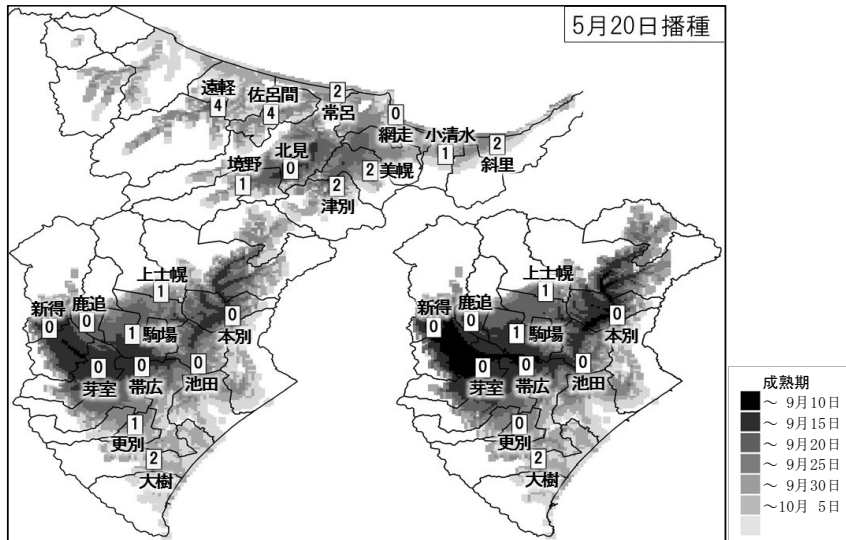 5月20日播種
遠軽
4
佐呂間
4
2
常呂
0
網走
小清水
1
2
斜里
境野
1
北見
0
2
美幌
2
津別
上士幌
1
新得
0
鹿追
0
1
駒場
0
本別
0
芽室
0
帯広
0
池田
更別
1
2
大樹
上士幌
1
新得
0
鹿追
0
1
駒場
0
本別
0
芽室
0
帯広
0
池田
更別
0
2
大樹
成熟期
～ 9月10日
～ 9月15日
～ 9月20日
～ 9月25日
～ 9月30日
～10月 5日